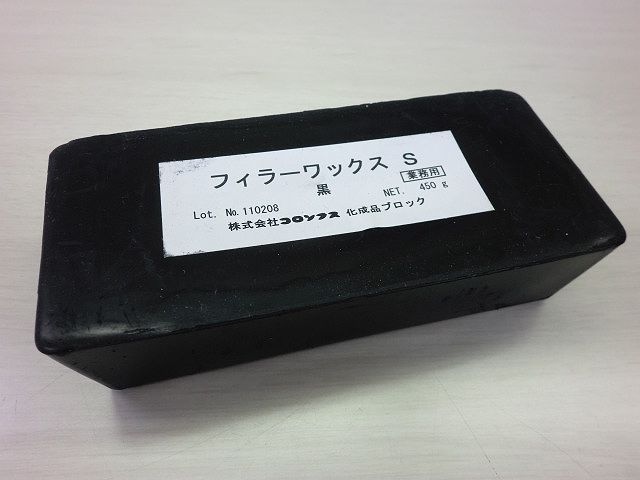 フィラーワックス S
黒 業務用
Lot. No. 110208 NET. 450 g
株式会社コロンブス 化成品ブロック